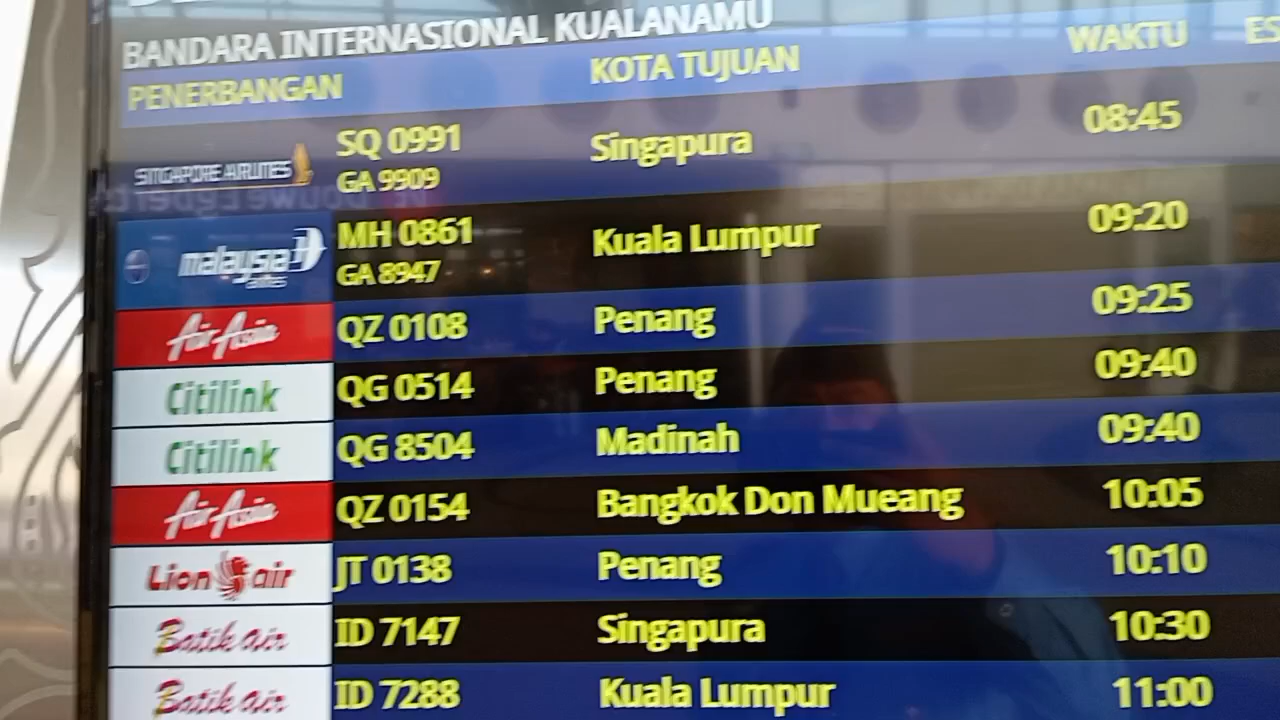 BANDARA INTERNASIONAL KUALANAMU
PENERBANGAN KOTA TUJUAN WAKTU ES
SINGAPORE AIRLINES SQ 0991 Singapura 08:45
GA 9909
malaysia airlines MH 0861 Kuala Lumpur 09:20
GA 8947
AirAsia QZ 0108 Penang 09:25
Citilink QG 0514 Penang 09:40
Citilink QG 8504 Madinah 09:40
AirAsia QZ 0154 Bangkok Don Mueang 10:05
Lion air JT 0138 Penang 10:10
Batik air ID 7147 Singapura 10:30
Batik air ID 7288 Kuala Lumpur 11:00